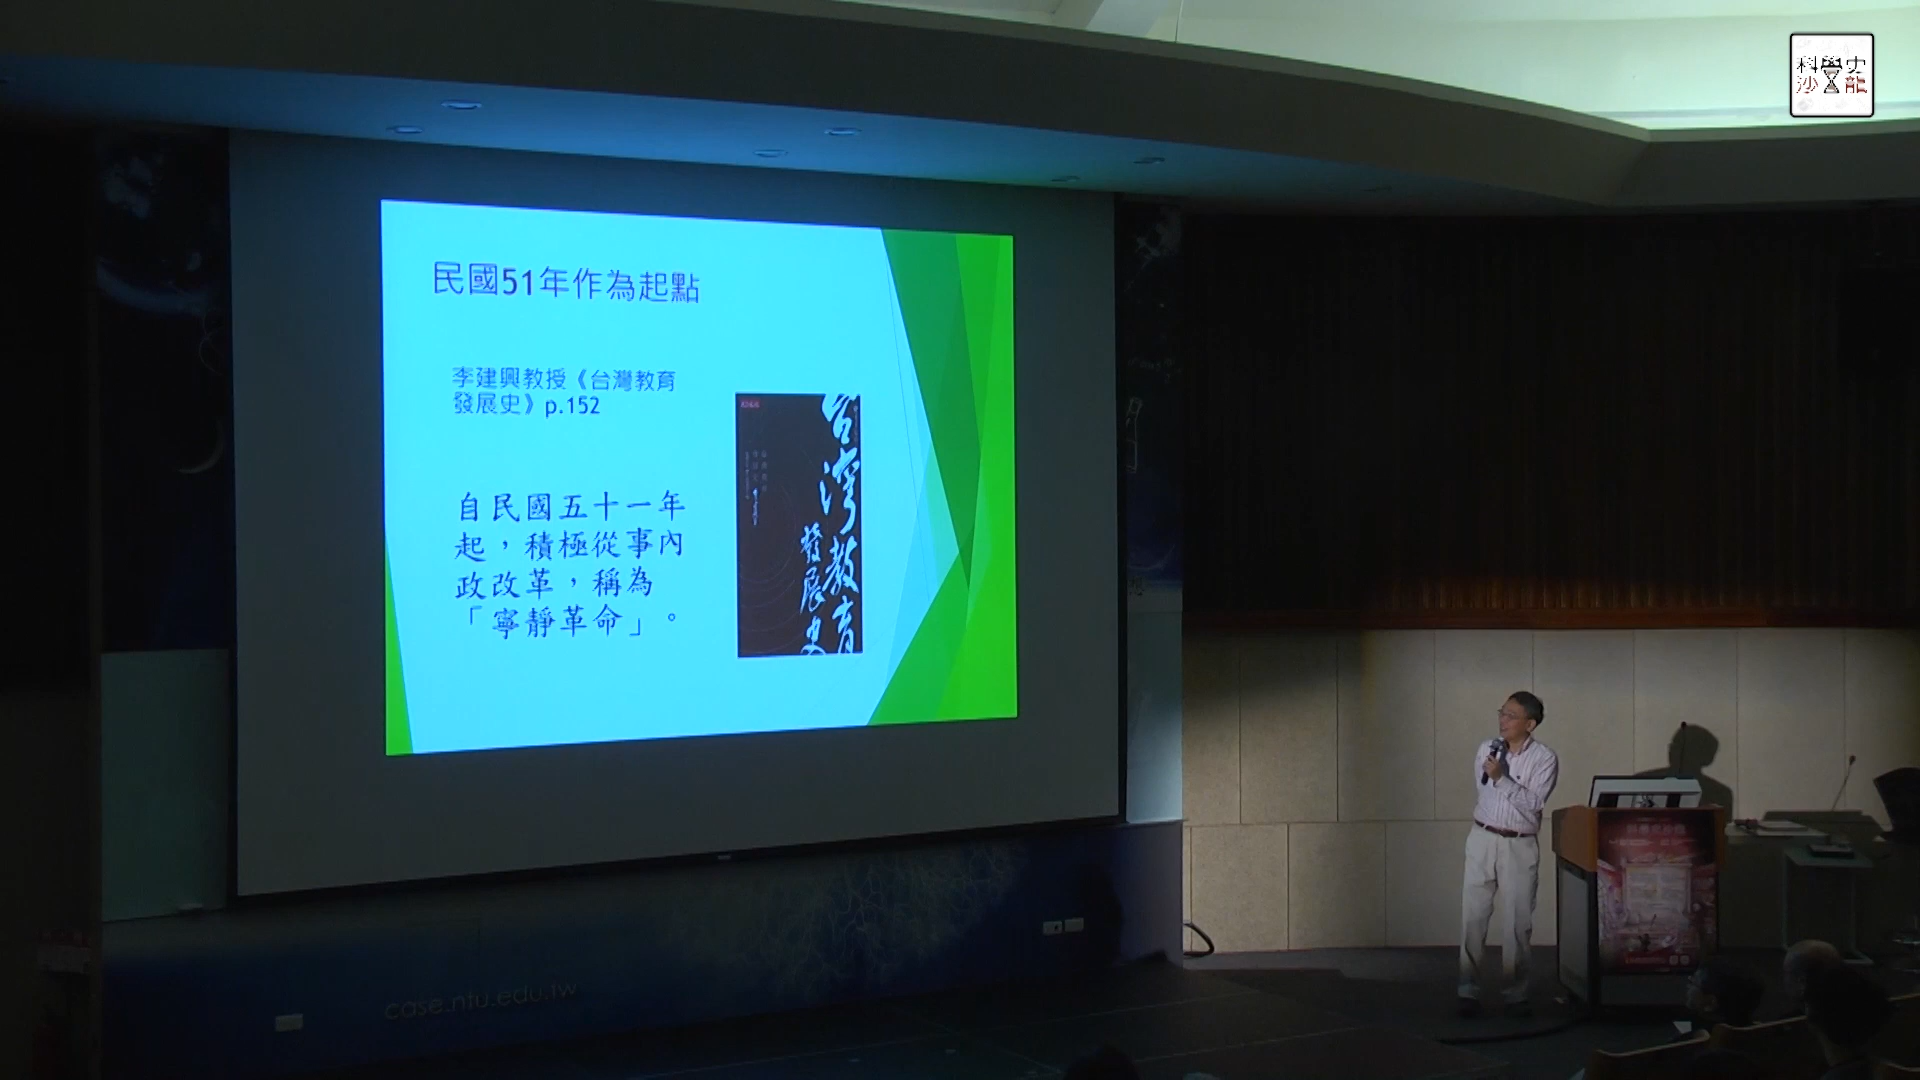 科學史
沙龍
民國51年作為起點
李建興教授《台灣教育
發展史》p.152
自民國五十一年
起，積極從事內
政改革，稱為
「寧靜革命」。
台灣教育
發展史
case.ntu.edu.tw